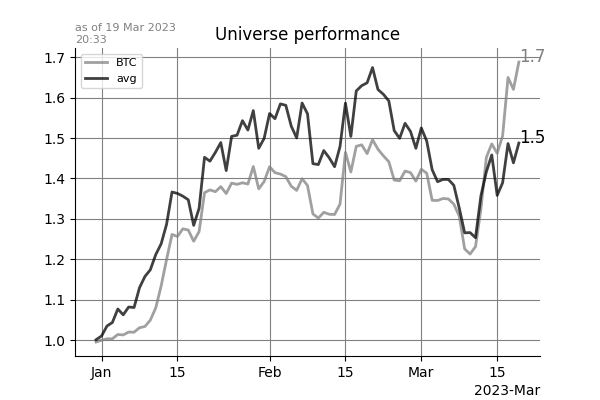 as of 19 Mar 2023
20:33
Universe performance
BTC
avg
1.7
1.6
1.5
1.4
1.3
1.2
1.1
1.0
1.7
1.5
Jan 15 Feb 15 Mar 15
2023-Mar